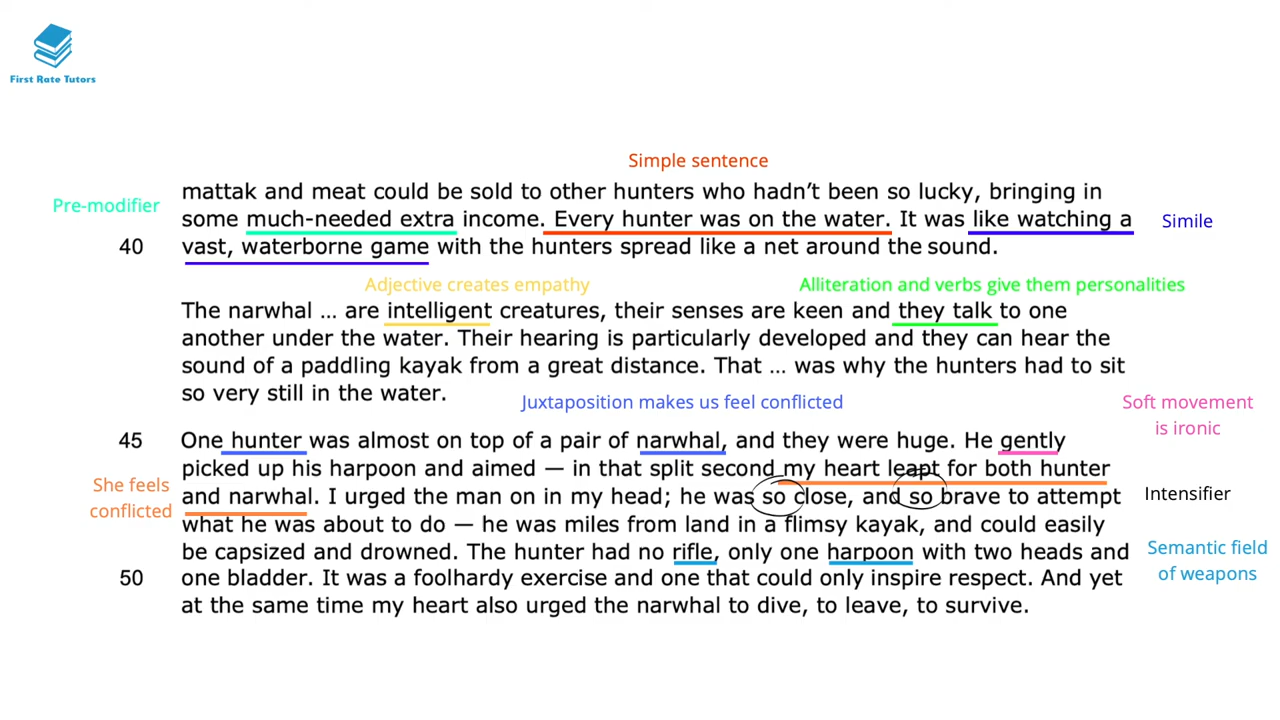 First Rate Tutors
Simple sentence
mattak and meat could be sold to other hunters who hadn't been so lucky, bringing in
Pre-modifier
some much-needed extra income. Every hunter was on the water. It was like watching a
Simile
40 vast, waterborne game with the hunters spread like a net around the sound.
Adjective creates empathy
Alliteration and verbs give them personalities
The narwhal ... are intelligent creatures, their senses are keen and they talk to one
another under the water. Their hearing is particularly developed and they can hear the
sound of a paddling kayak from a great distance. That ... was why the hunters had to sit
so very still in the water.
Juxtaposition makes us feel conflicted
Soft movement
is ironic
45 One hunter was almost on top of a pair of narwhal, and they were huge. He gently
picked up his harpoon and aimed — in that split second my heart leapt for both hunter
She feels
conflicted
and narwhal. I urged the man on in my head; he was so close, and so brave to attempt
Intensifier
what he was about to do — he was miles from land in a flimsy kayak, and could easily
be capsized and drowned. The hunter had no rifle, only one harpoon with two heads and
Semantic field
of weapons
50 one bladder. It was a foolhardy exercise and one that could only inspire respect. And yet
at the same time my heart also urged the narwhal to dive, to leave, to survive.